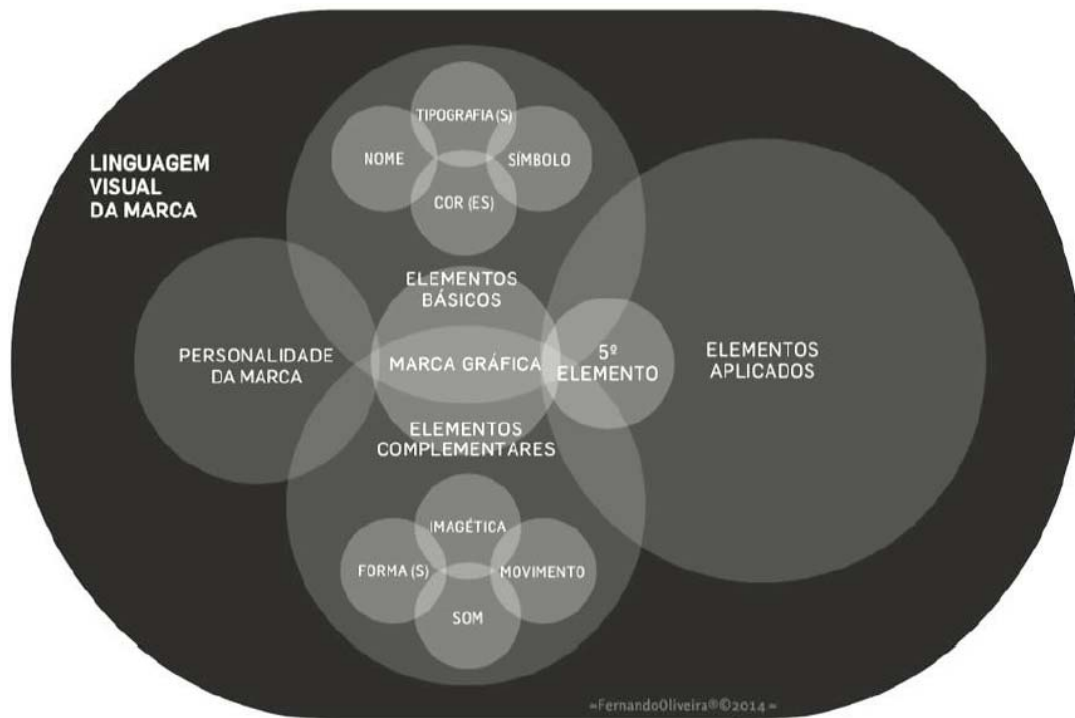 LINGUAGEM
VISUAL
DA MARCA
TIPOGRAFIA(S)
NOME
SÍMBOLO
COR (ES)
ELEMENTOS
BÁSICOS
PERSONALIDADE
DA MARCA
MARCA GRÁFICA
5º
ELEMENTO
ELEMENTOS
APLICADOS
ELEMENTOS
COMPLEMENTARES
IMAGÉTICA
FORMA (S)
MOVIMENTO
SOM
=FernandoOliveira®©2014=